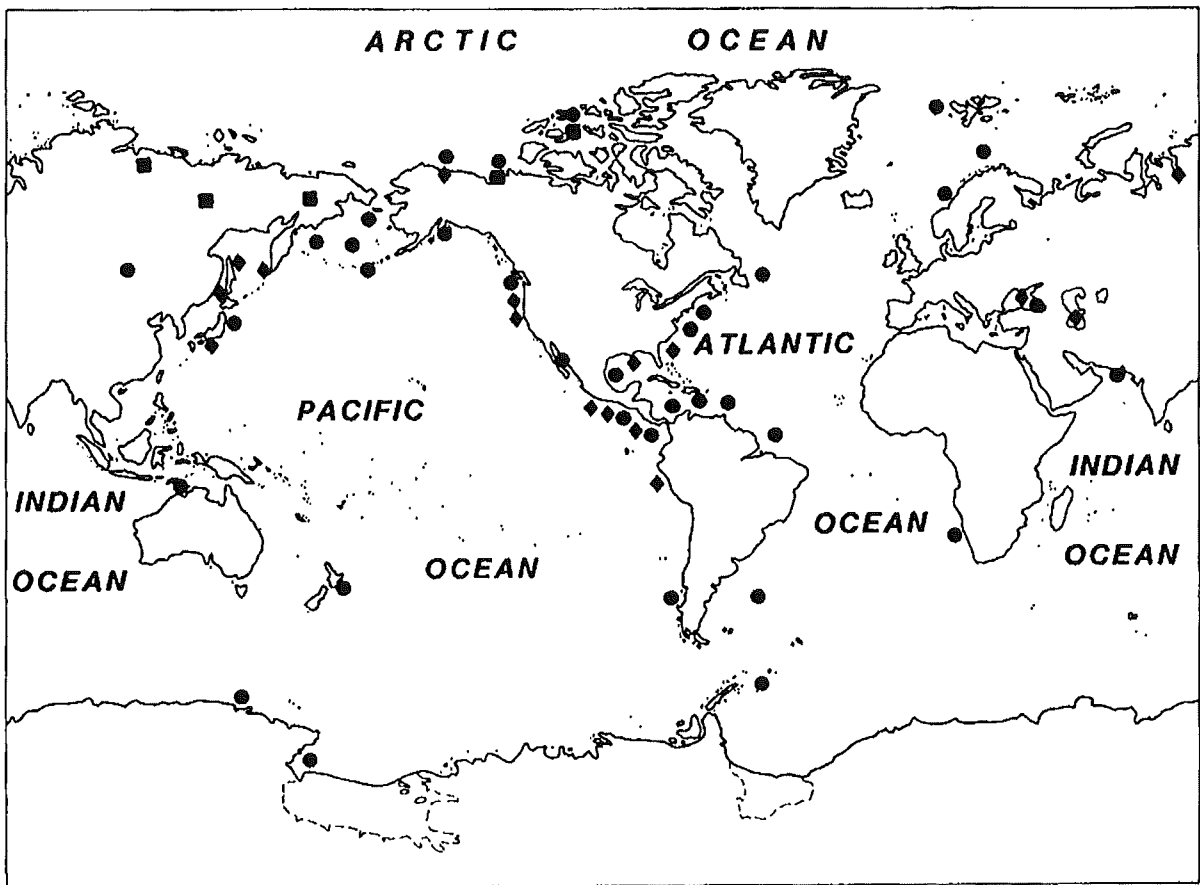 ARCTIC OCEAN
ATLANTIC
PACIFIC
INDIAN
INDIAN
OCEAN
OCEAN
OCEAN
OCEAN